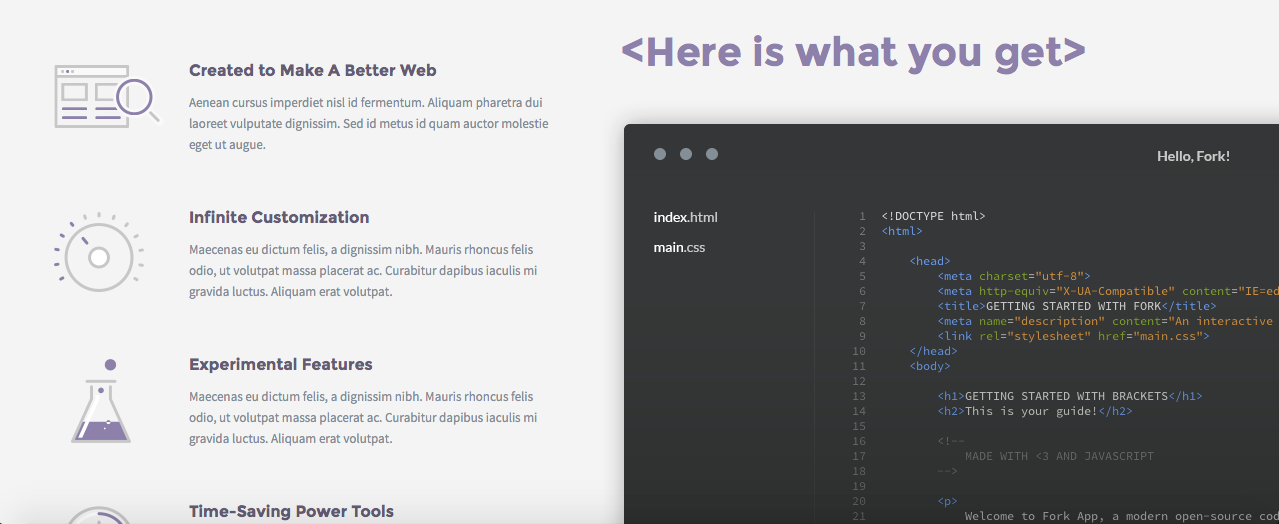 Created to Make A Better Web
Aenean cursus imperdiet nisl id fermentum. Aliquam pharetra dui
laoreet vulputate dignissim. Sed id metus id quam auctor molestie
eget ut augue.
Infinite Customization
Maecenas eu dictum felis, a dignissim nibh. Mauris rhoncus felis
odio, ut volutpat massa placerat ac. Curabitur dapibus iaculis mi
gravida luctus. Aliquam erat volutpat.
Experimental Features
Maecenas eu dictum felis, a dignissim nibh. Mauris rhoncus felis
odio, ut volutpat massa placerat ac. Curabitur dapibus iaculis mi
gravida luctus. Aliquam erat volutpat.
Time-Saving Power Tools
<Here is what you get>
Hello, Fork!
index.html
main.css
1 <!DOCTYPE html>
2 <html>
3
4 <head>
5 <meta charset="utf-8">
6 <meta http-equiv="X-UA-Compatible" content="IE=ed
7 <title>GETTING STARTED WITH FORK</title>
8 <meta name="description" content="An interactive
9 <link rel="stylesheet" href="main.css">
10 </head>
11 <body>
12
13 <h1>GETTING STARTED WITH BRACKETS</h1>
14 <h2>This is your guide!</h2>
15
16 <!--
17 MADE WITH <3 AND JAVASCRIPT
18 -->
19
20 <p>
21 Welcome to Fork App, a modern open-source cod